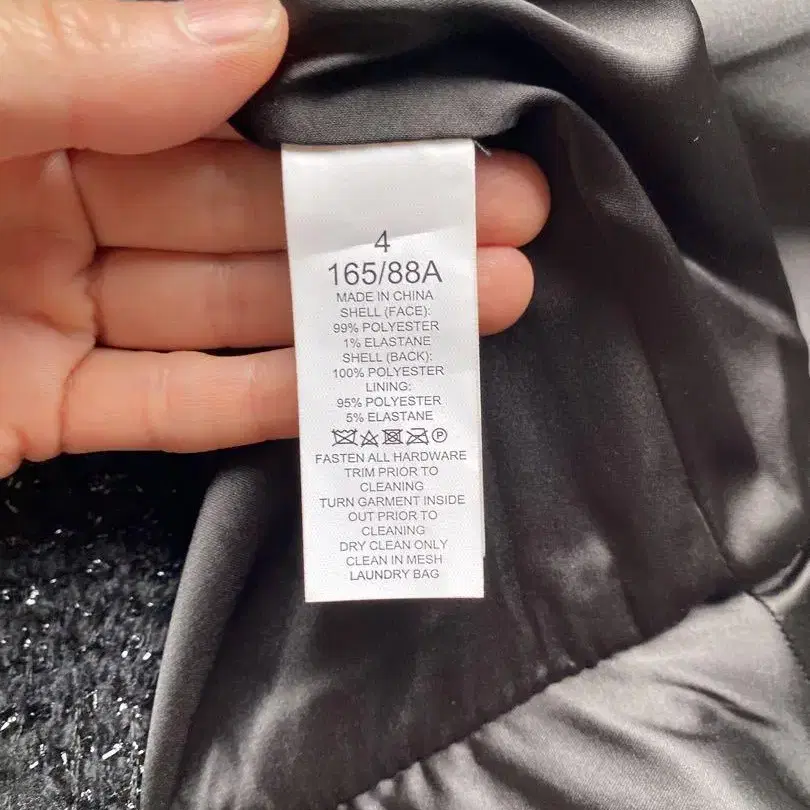 4
165/88A
MADE IN CHINA
SHELL (FACE):
99% POLYESTER
1% ELASTANE
SHELL (BACK):
100% POLYESTER
LINING:
95% POLYESTER
5% ELASTANE
P
FASTEN ALL HARDWARE
TRIM PRIOR TO
CLEANING
TURN GARMENT INSIDE
OUT PRIOR TO
CLEANING
DRY CLEAN ONLY
CLEAN IN MESH
LAUNDRY BAG